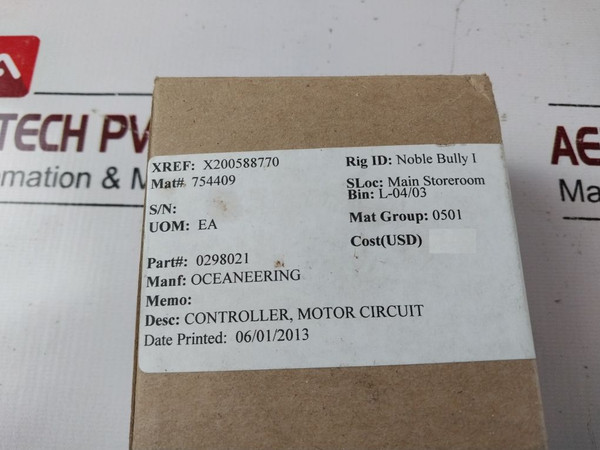 XREF: X200588770 Rig ID: Noble Bully I
Mat# 754409 SLoc: Main Storeroom
Bin: L-04/03
S/N:
UOM: EA Mat Group: 0501
Cost(USD)
Part#: 0298021
Manf: OCEANEERING
Memo:
Desc: CONTROLLER, MOTOR CIRCUIT
Date Printed: 06/01/2013
TECH PV
omation & M
AE
Ma